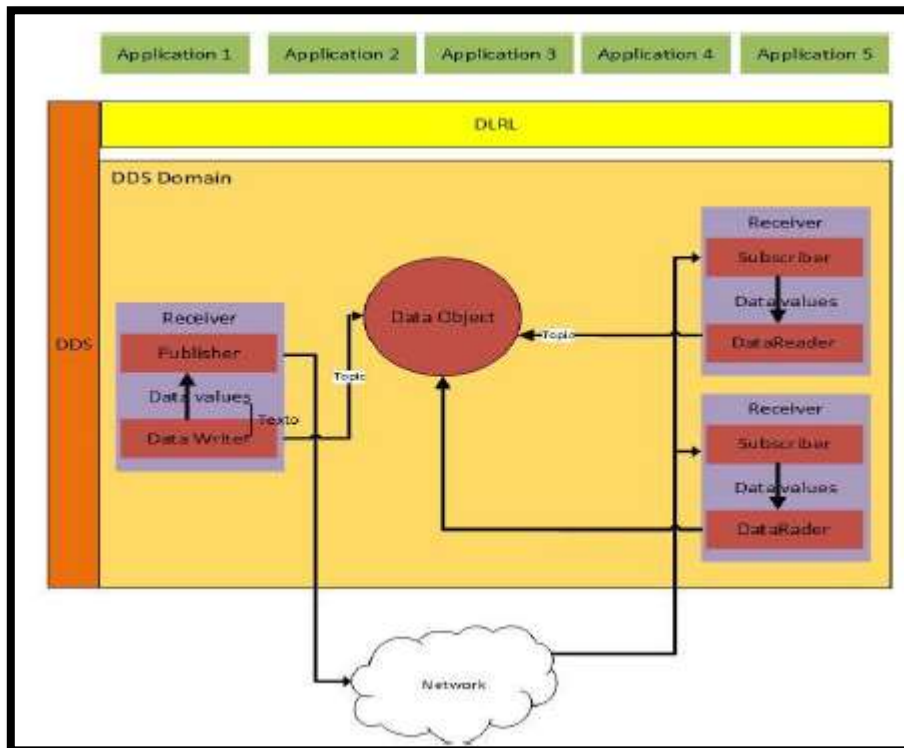 Application 1
Application 2
Application 3
Application 4
Application 5
DLRL
DDS
DDS Domain
Receiver
Publisher
Data values
Texto
Data Writer
Topic
Data Object
Topic
Receiver
Subscriber
Data values
DataReader
Receiver
Subscriber
Data values
DataRader
Network